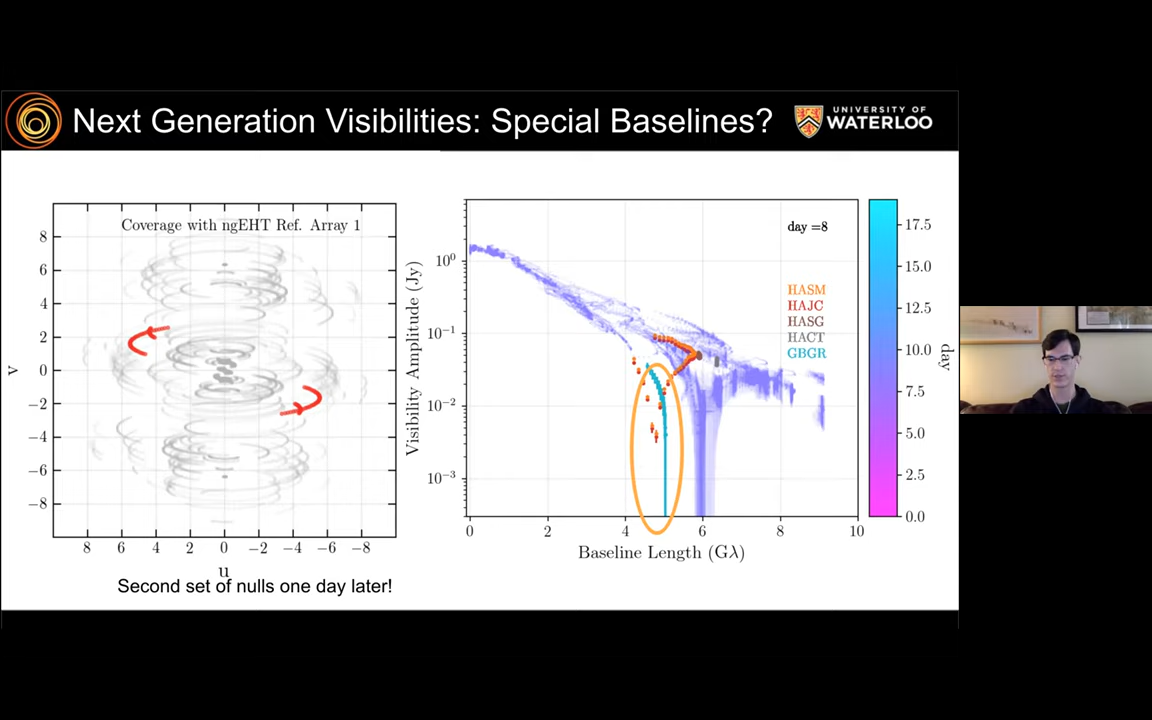 Next Generation Visibilities: Special Baselines?
UNIVERSITY OF
WATERLOO
Coverage with ngEHT Ref. Array 1
8
6
4
2
0
−2
−4
−6
−8
v
8 6 4 2 0 −2 −4 −6 −8
u
Second set of nulls one day later!
day =8
HASM
HAJC
HASG
HACT
GBGR
10⁰
10⁻¹
10⁻²
10⁻³
Visibility Amplitude (Jy)
0 2 4 6 8 10
Baseline Length (Gλ)
17.5
15.0
12.5
10.0
7.5
5.0
2.5
0.0
day